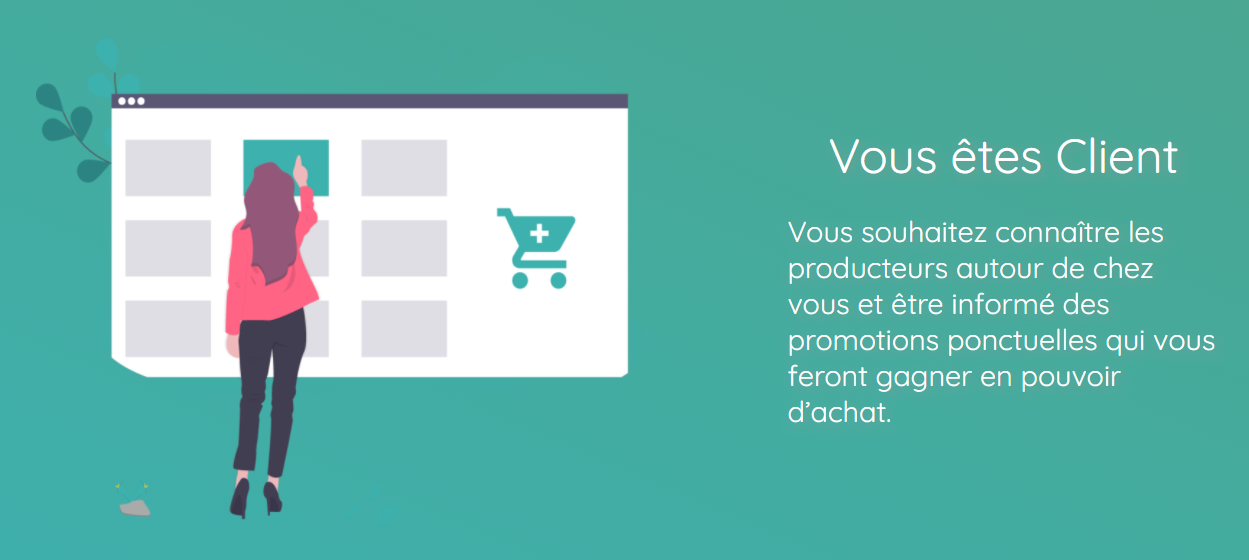 Vous êtes Client
Vous souhaitez connaître les
producteurs autour de chez
vous et être informé des
promotions ponctuelles qui vous
feront gagner en pouvoir
d’achat.